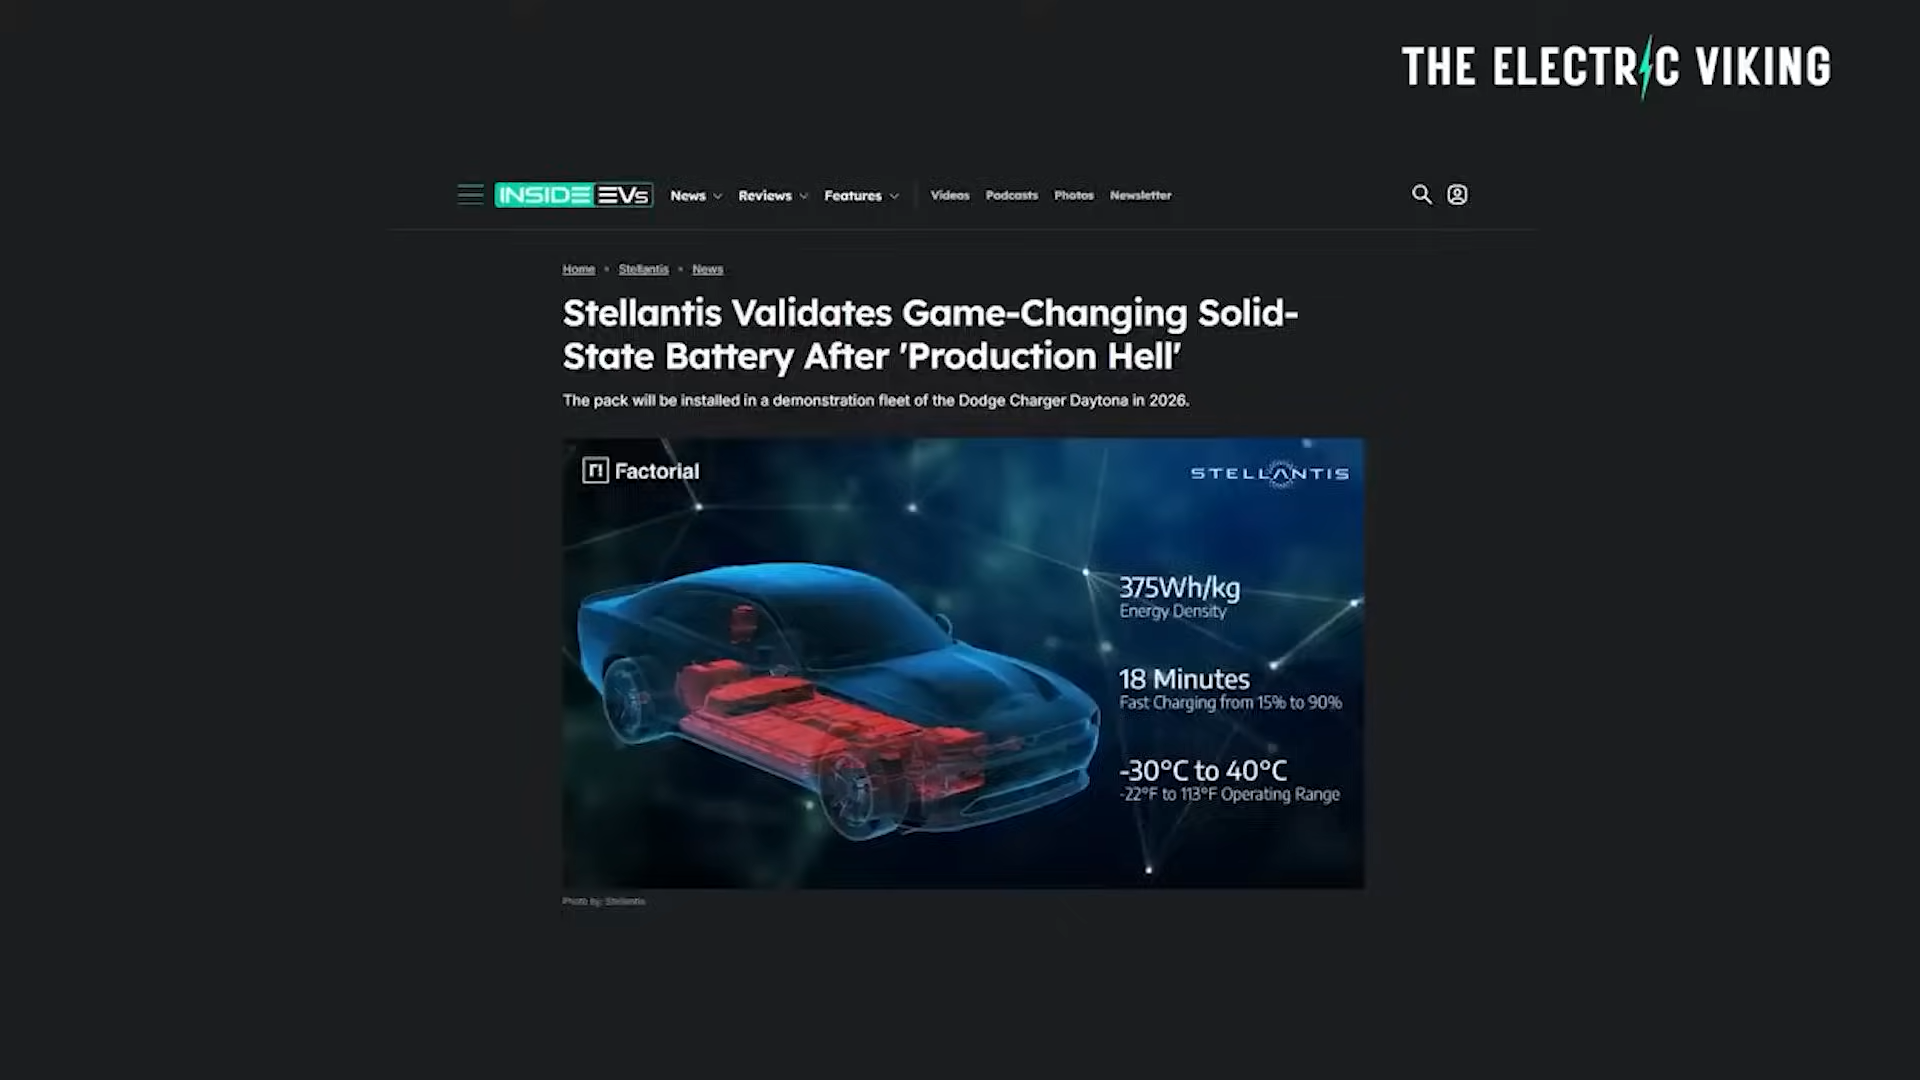 THE ELECTRIC VIKING
INSIDE EVs News Reviews Features Videos Podcasts Photos Newsletter
Home • Stellantis • News
Stellantis Validates Game-Changing Solid-
State Battery After 'Production Hell'
The pack will be installed in a demonstration fleet of the Dodge Charger Daytona in 2026.
Factorial
STELLANTIS
375Wh/kg
Energy Density
18 Minutes
Fast Charging from 15% to 90%
-30°C to 40°C
-22°F to 113°F Operating Range
Photo by: Stellantis